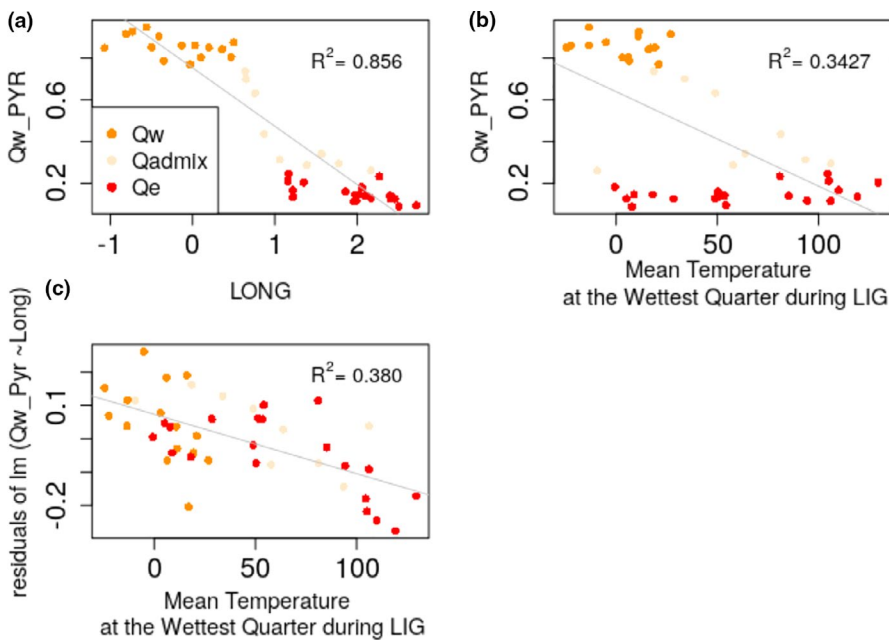 (a)
R² = 0.856
Qw_PYR
0.6
0.2
Qw
Qadmix
Qe
-1 0 1 2
LONG
(b)
R² = 0.3427
Qw_PYR
0.6
0.2
0 50 100
Mean Temperature
at the Wettest Quarter during LIG
(c)
R² = 0.380
residuals of lm (Qw_Pyr ~Long)
0.1
-0.2
0 50 100
Mean Temperature
at the Wettest Quarter during LIG